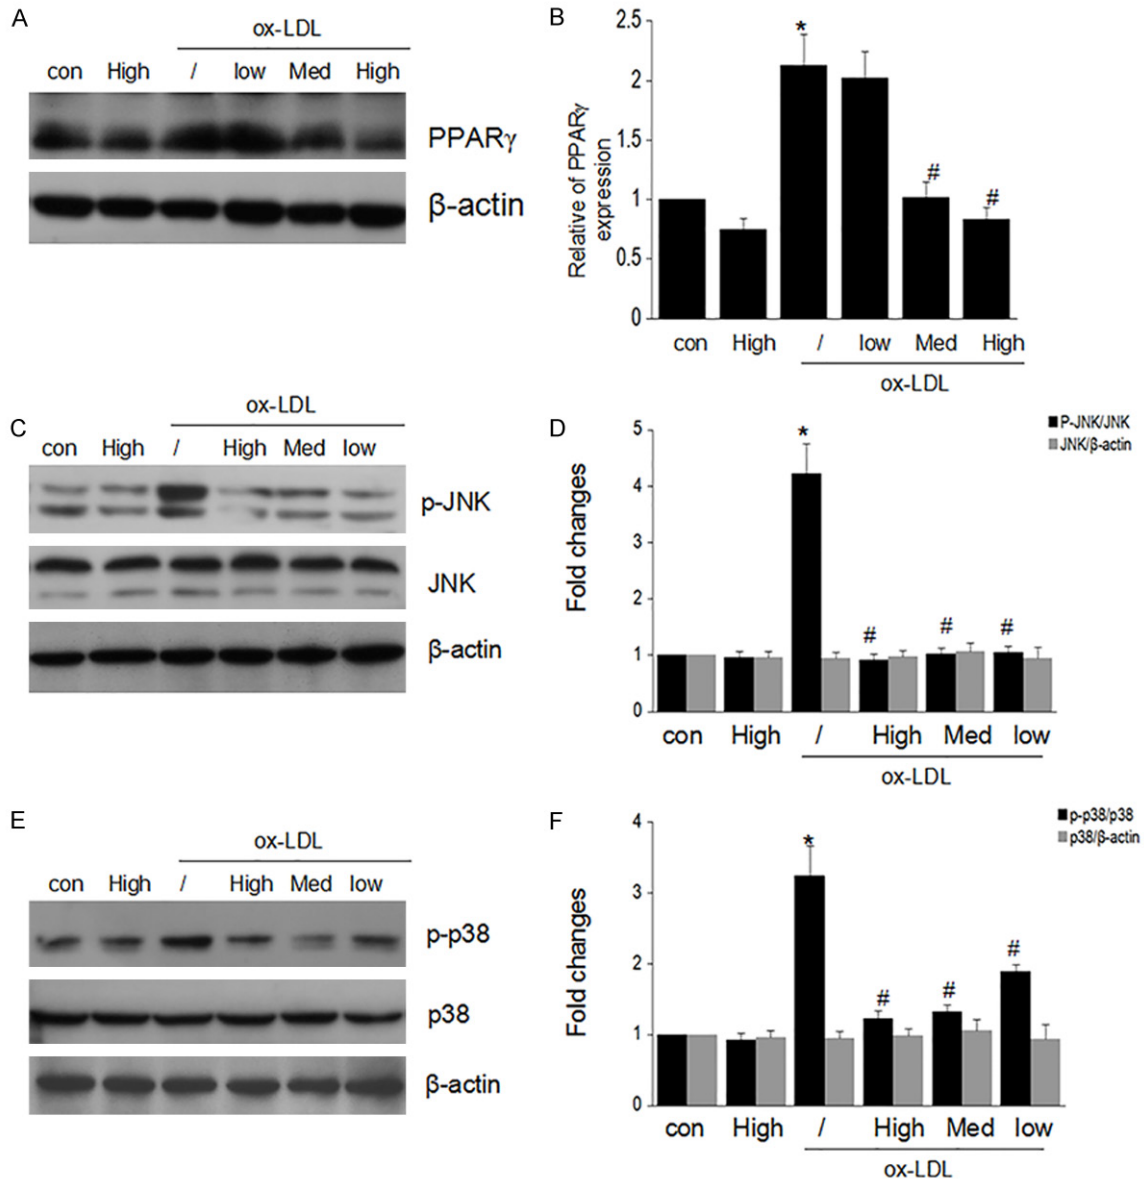 A
ox-LDL
con High / low Med High
PPARγ
β-actin
B
2.5
2
1.5
1
0.5
0
Relative of PPARγ
expression
*
#
#
con High / low Med High
ox-LDL
C
ox-LDL
con High / High Med low
p-JNK
JNK
β-actin
D
P-JNK/JNK
JNK/β-actin
5
4
5
2
1
0
Fold changes
*
#
#
#
con High / High Med low
ox-LDL
E
ox-LDL
con High / High Med low
p-p38
p38
β-actin
F
p-p38/p38
p38/β-actin
4
3
2
1
0
Fold changes
*
#
#
#
con High / High Med low
ox-LDL